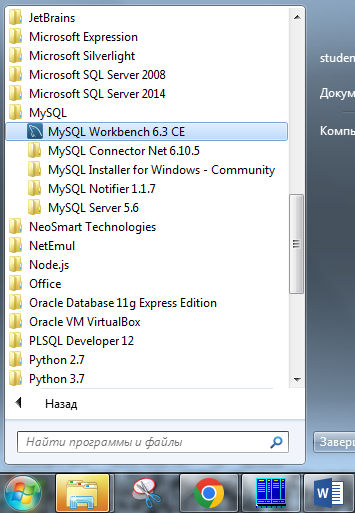 JetBrains
Microsoft Expression
Microsoft Silverlight
Microsoft SQL Server 2008
Microsoft SQL Server 2014
MySQL
MySQL Workbench 6.3 CE
MySQL Connector Net 6.10.5
MySQL Installer for Windows - Community
MySQL Notifier 1.1.7
MySQL Server 5.6
NeoSmart Technologies
NetEmul
Node.js
Office
Oracle Database 11g Express Edition
Oracle VM VirtualBox
PLSQL Developer 12
Python 2.7
Python 3.7
Назад
Найти программы и файлы
studen
Докум
Компь
Заверш
W